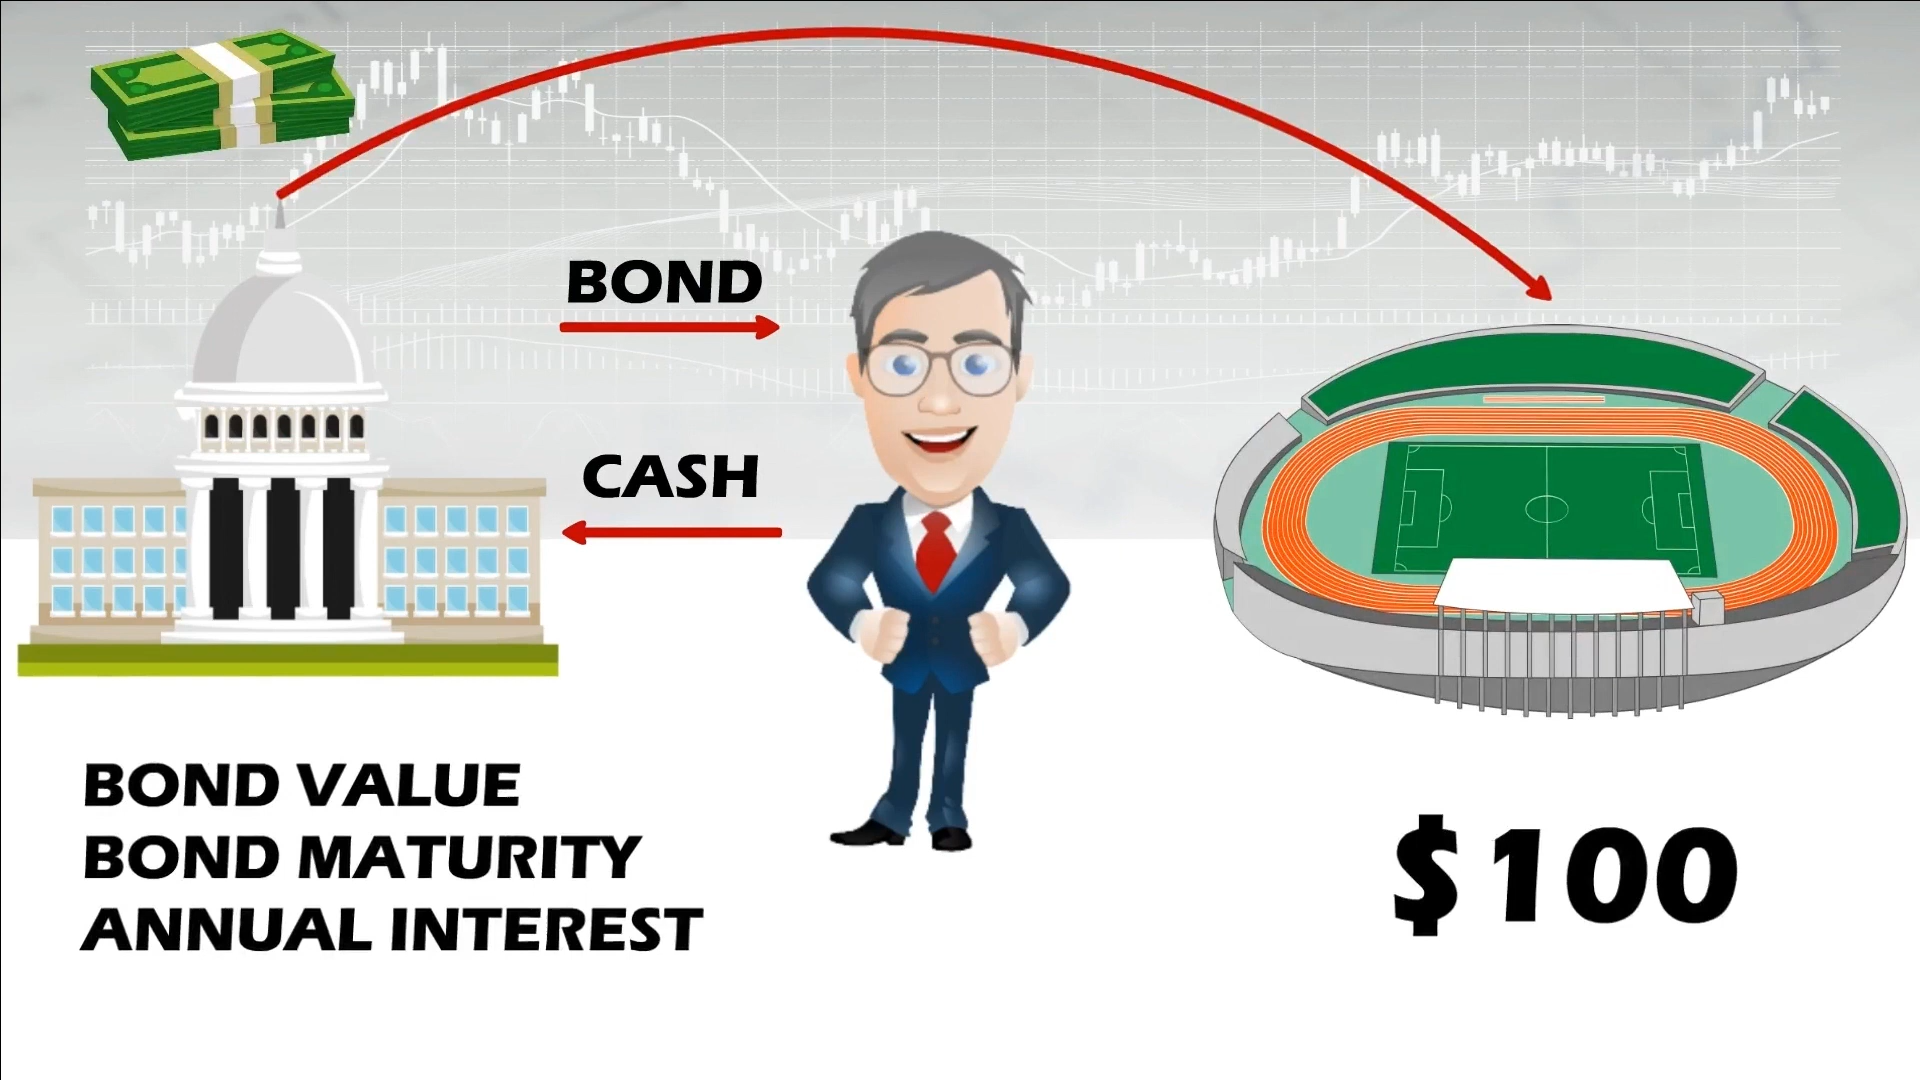 BOND
CASH
BOND VALUE
BOND MATURITY
ANNUAL INTEREST
$100